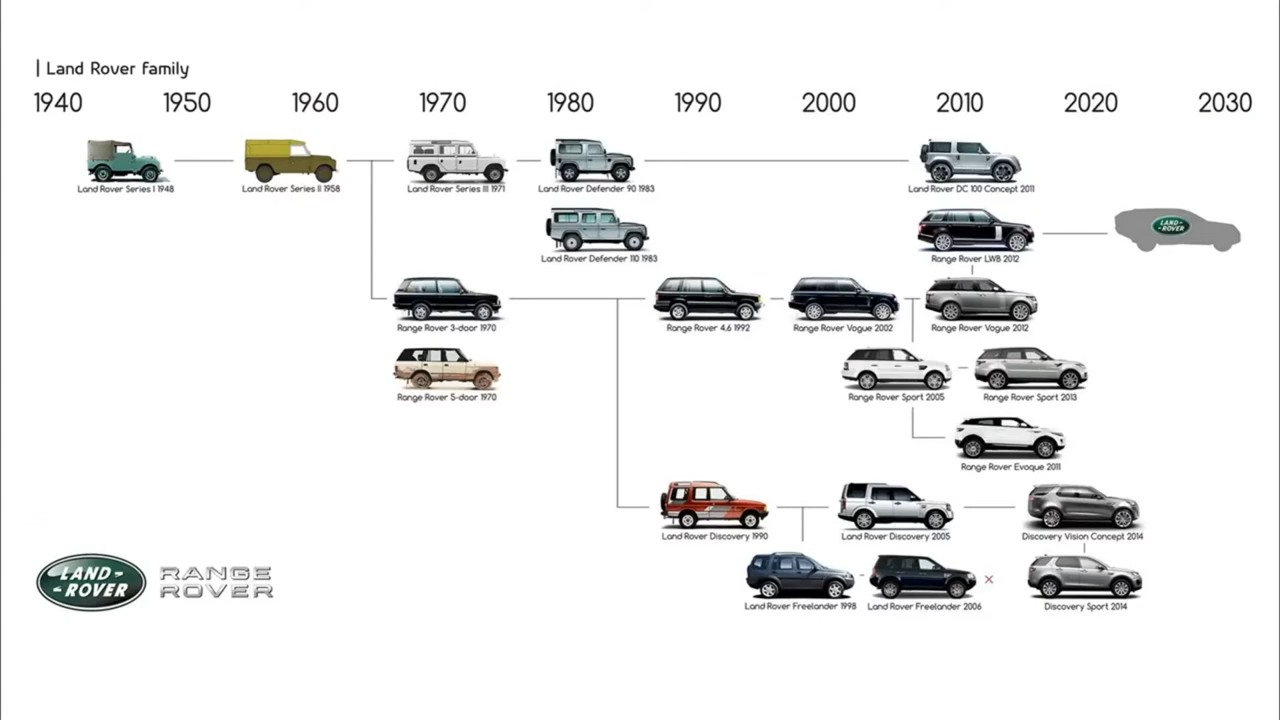 | Land Rover family
1940 1950 1960 1970 1980 1990 2000 2010 2020 2030
Land Rover Series I 1948
Land Rover Series II 1958
Land Rover Series III 1971
Land Rover Defender 90 1983
Land Rover DC 100 Concept 2011
Land Rover Defender 110 1983
Range Rover LWB 2012
LAND-
-ROVER
Range Rover 3-door 1970
Range Rover 4.6 1992
Range Rover Vogue 2002
Range Rover Vogue 2012
Range Rover 5-door 1970
Range Rover Sport 2005
Range Rover Sport 2013
Range Rover Evoque 2011
Land Rover Discovery 1990
Land Rover Discovery 2005
Discovery Vision Concept 2014
Land Rover Freelander 1998
Land Rover Freelander 2006
Discovery Sport 2014
LAND-
-ROVER
RANGE
ROVER